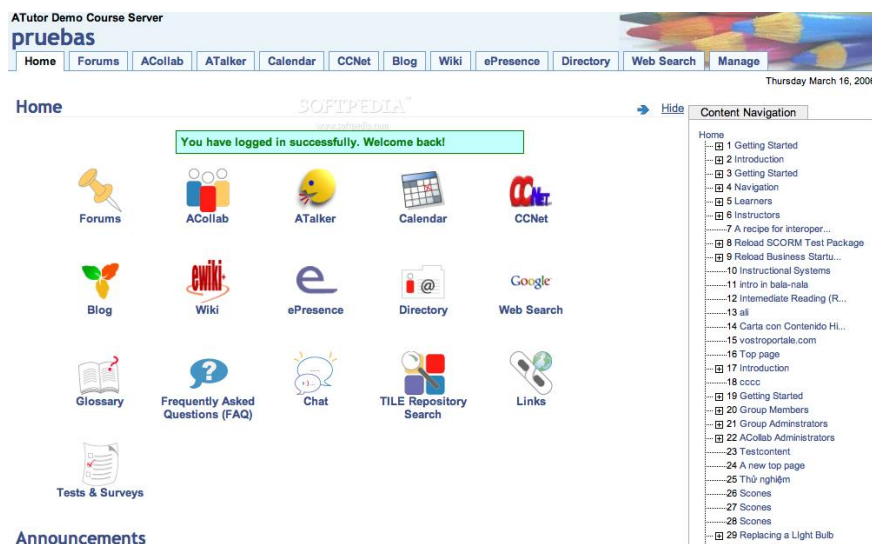 ATutor Demo Course Server
pruebas
Home Forums ACollab ATalker Calendar CCNet Blog Wiki ePresence Directory Web Search Manage
Thursday March 16, 2006
Home
SOFTPEDIA
www.softpedia.com
Hide
You have logged in successfully. Welcome back!
Forums ACollab ATalker Calendar CCNet
CCNET
ewiki
e
@
Google
Blog Wiki ePresence Directory Web Search
Glossary Frequently Asked Chat TILE Repository Links
Questions (FAQ) Search
Tests & Surveys
Announcements
Content Navigation
Home
1 Getting Started
2 Introduction
3 Getting Started
4 Navigation
5 Learners
6 Instructors
7 A recipe for interoper...
8 Reload SCORM Test Package
9 Reload Business Startu...
10 Instructional Systems
11 intro in bala-nala
12 Intemediate Reading (R...
13 ali
14 Carta con Contenido Hi...
15 vostroportale.com
16 Top page
17 Introduction
18 cccc
19 Getting Started
20 Group Members
21 Group Adminstrators
22 ACollab Administrators
23 Testcontent
24 A new top page
25 Thử nghiệm
26 Scones
27 Scones
28 Scones
29 Replacing a LIght Bulb